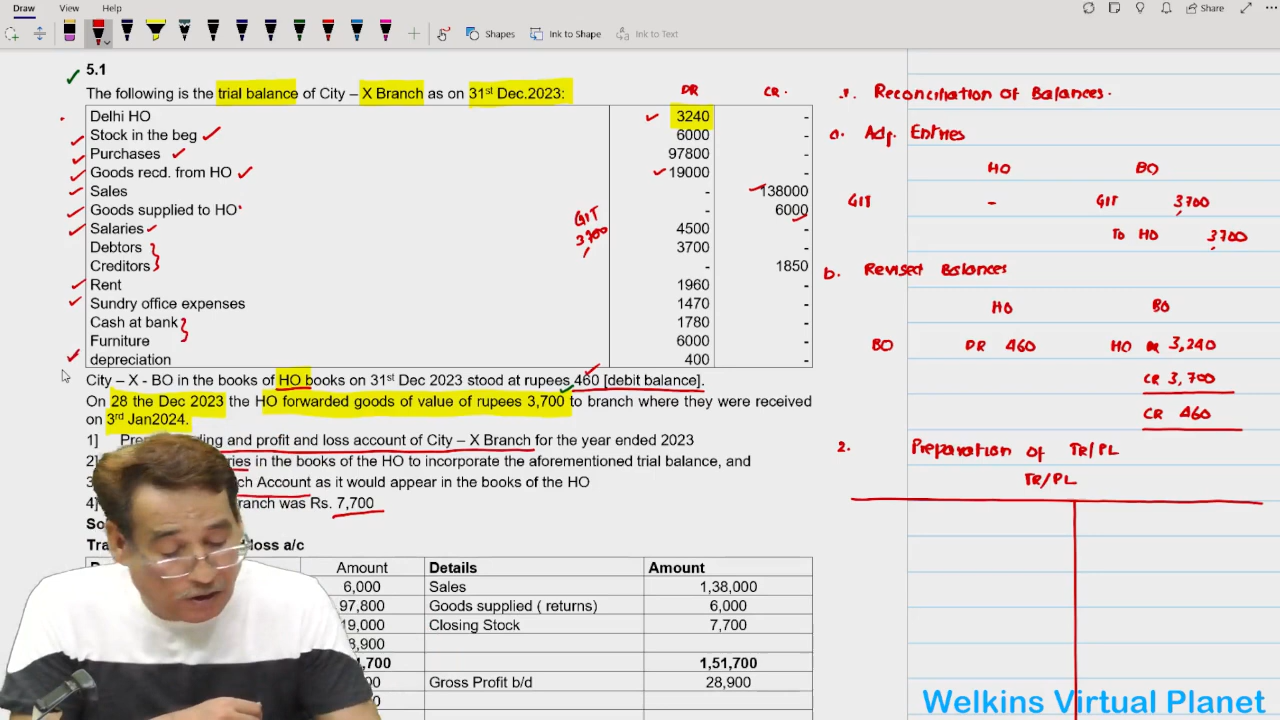 Draw View Help
Share
Shapes Ink to Shape Ink to Text
5.1
The following is the trial balance of City – X Branch as on 31st Dec.2023:
DR CR.
Delhi HO 3240 -
Stock in the beg 6000 -
Purchases 97800 -
Goods recd. from HO 19000 -
Sales - 138000
Goods supplied to HO - 6000
GIT
3700
Salaries 4500 -
Debtors 3700 -
Creditors - 1850
Rent 1960 -
Sundry office expenses 1470 -
Cash at bank 1780 -
Furniture 6000 -
depreciation 400 -
City – X - BO in the books of HO books on 31st Dec 2023 stood at rupees 460 [debit balance].
On 28 the Dec 2023 the HO forwarded goods of value of rupees 3,700 to branch where they were received
on 3rd Jan2024.
1] and profit and loss account of City – X Branch for the year ended 2023
2] in the books of the HO to incorporate the aforementioned trial balance, and
3 Account as it would appear in the books of the HO
4] was Rs. 7,700
loss a/c
Amount Details Amount
6,000 Sales 1,38,000
97,800 Goods supplied ( returns) 6,000
19,000 Closing Stock 7,700
8,900
1,51,700
Gross Profit b/d 28,900
1. Reconciliation of Balances.
a. Adj. Entries
HO BO
GIT - GIT 3700
To HO 3700
b. Revised Balances
HO BO
BO DR 460 HO 3,240
CR 3,700
CR 460
2. Preparation of TR/PL
TR/PL
Welkins Virtual Planet